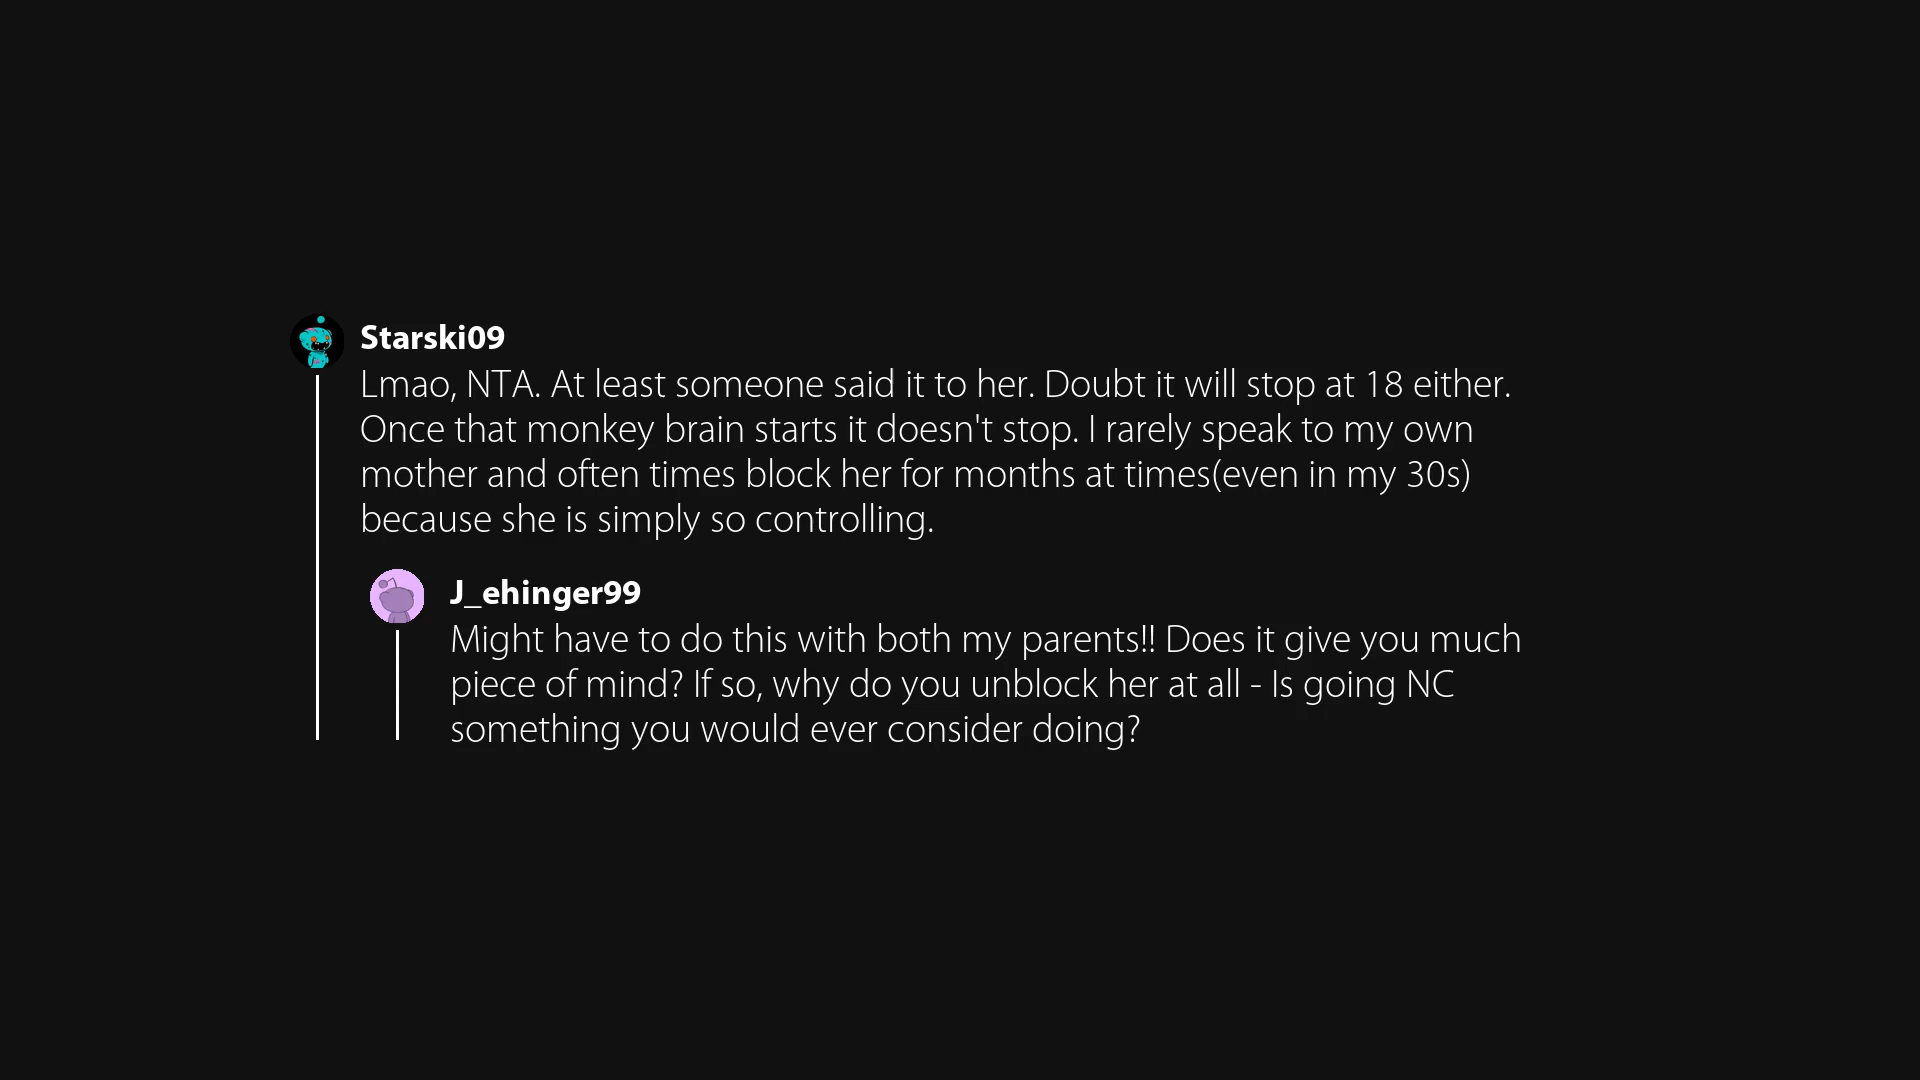 Starski09
Lmao, NTA. At least someone said it to her. Doubt it will stop at 18 either.
Once that monkey brain starts it doesn't stop. I rarely speak to my own
mother and often times block her for months at times(even in my 30s)
because she is simply so controlling.
J_ehinger99
Might have to do this with both my parents!! Does it give you much
piece of mind? If so, why do you unblock her at all - Is going NC
something you would ever consider doing?